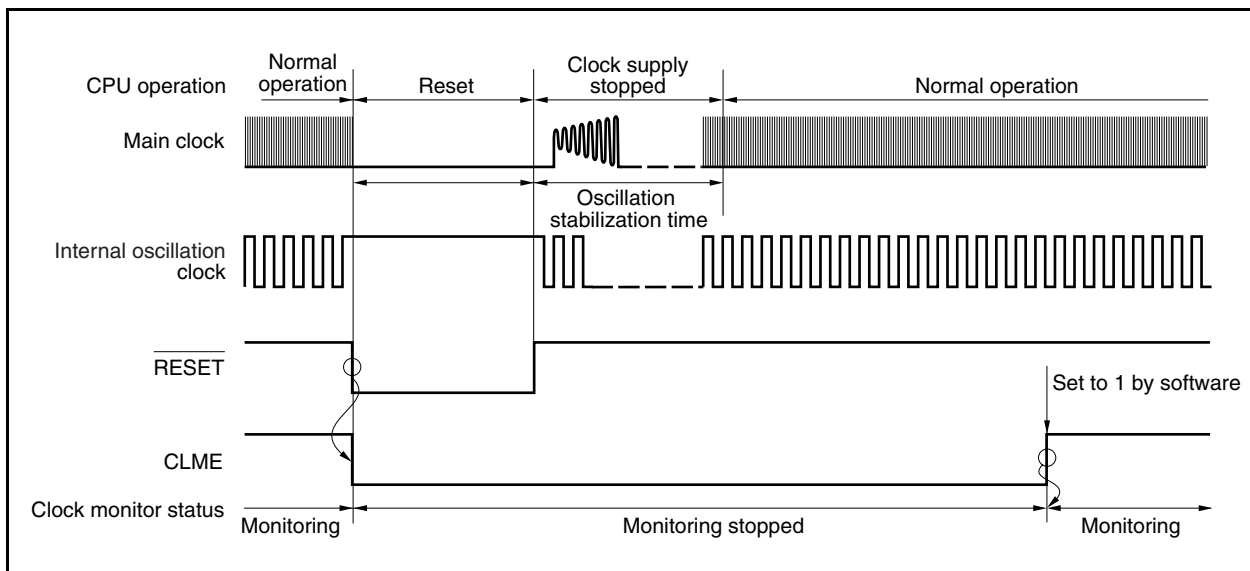 CPU operation
Normal
operation
Reset
Clock supply
stopped
Normal operation
Main clock
Oscillation
stabilization time
Internal oscillation
clock
RESET
Set to 1 by software
CLME
Clock monitor status
Monitoring
Monitoring stopped
Monitoring